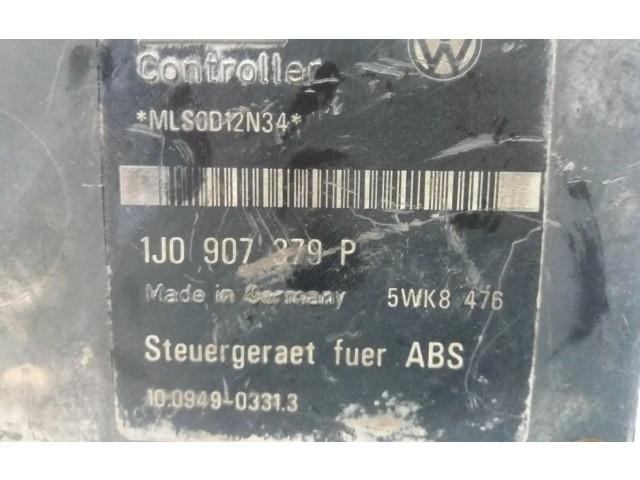 Controller
*MLS0D12N34*
1J0 907 379 P
Made in Germany 5WK8 476
Steuergeraet fuer ABS
10.0949-0331.3